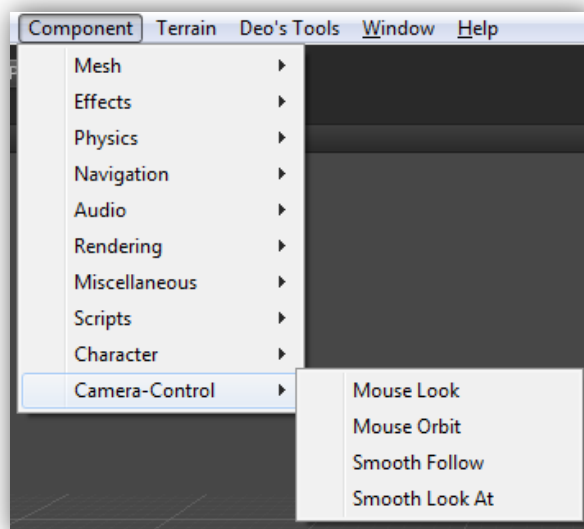 Component Terrain Deo's Tools Window Help
Mesh
Effects
Physics
Navigation
Audio
Rendering
Miscellaneous
Scripts
Character
Camera-Control
Mouse Look
Mouse Orbit
Smooth Follow
Smooth Look At